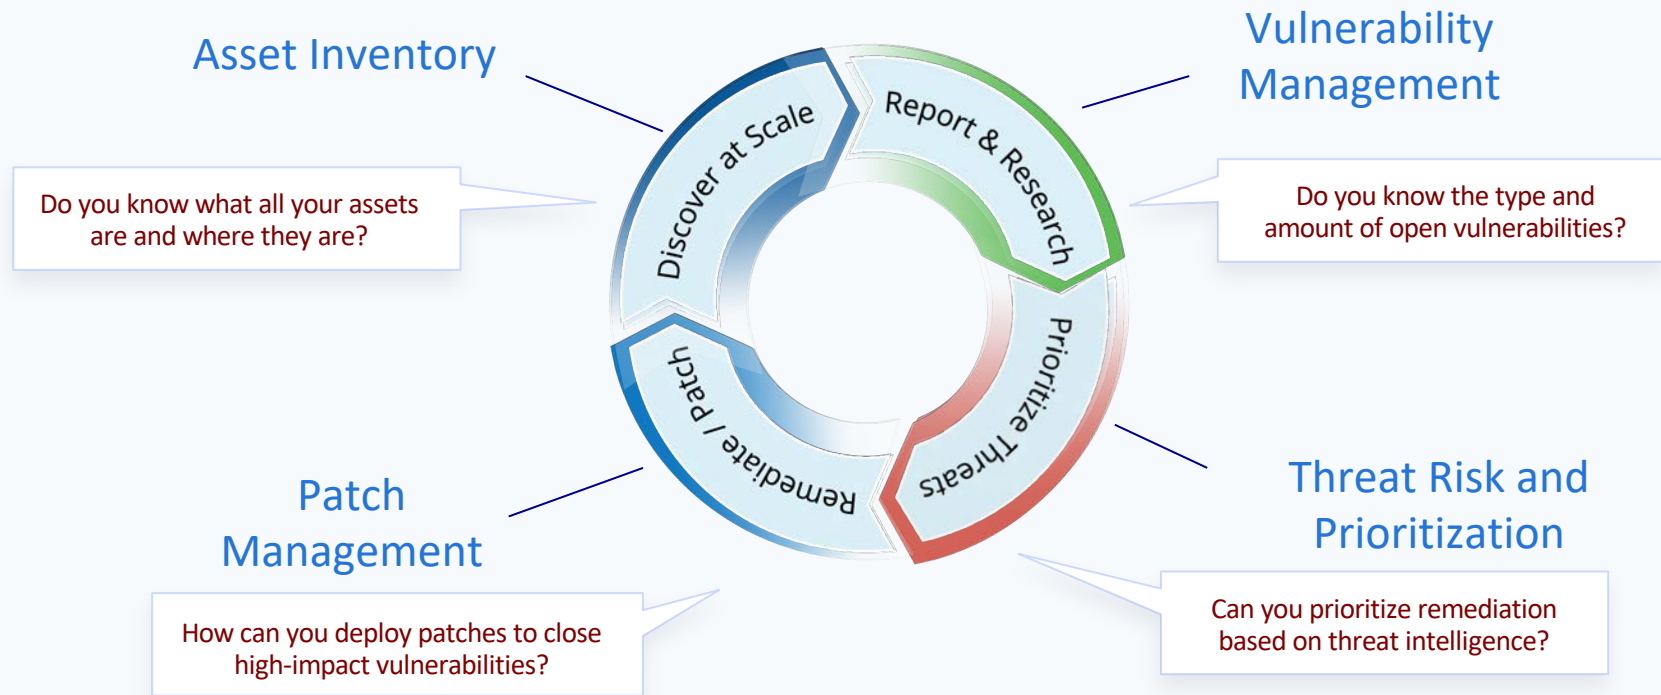 Asset Inventory
Vulnerability
Management
Discover at Scale
Report & Research
Do you know what all your assets
are and where they are?
Do you know the type and
amount of open vulnerabilities?
Remediate / Patch
Prioritize Threats
Patch
Management
Threat Risk and
Prioritization
How can you deploy patches to close
high-impact vulnerabilities?
Can you prioritize remediation
based on threat intelligence?